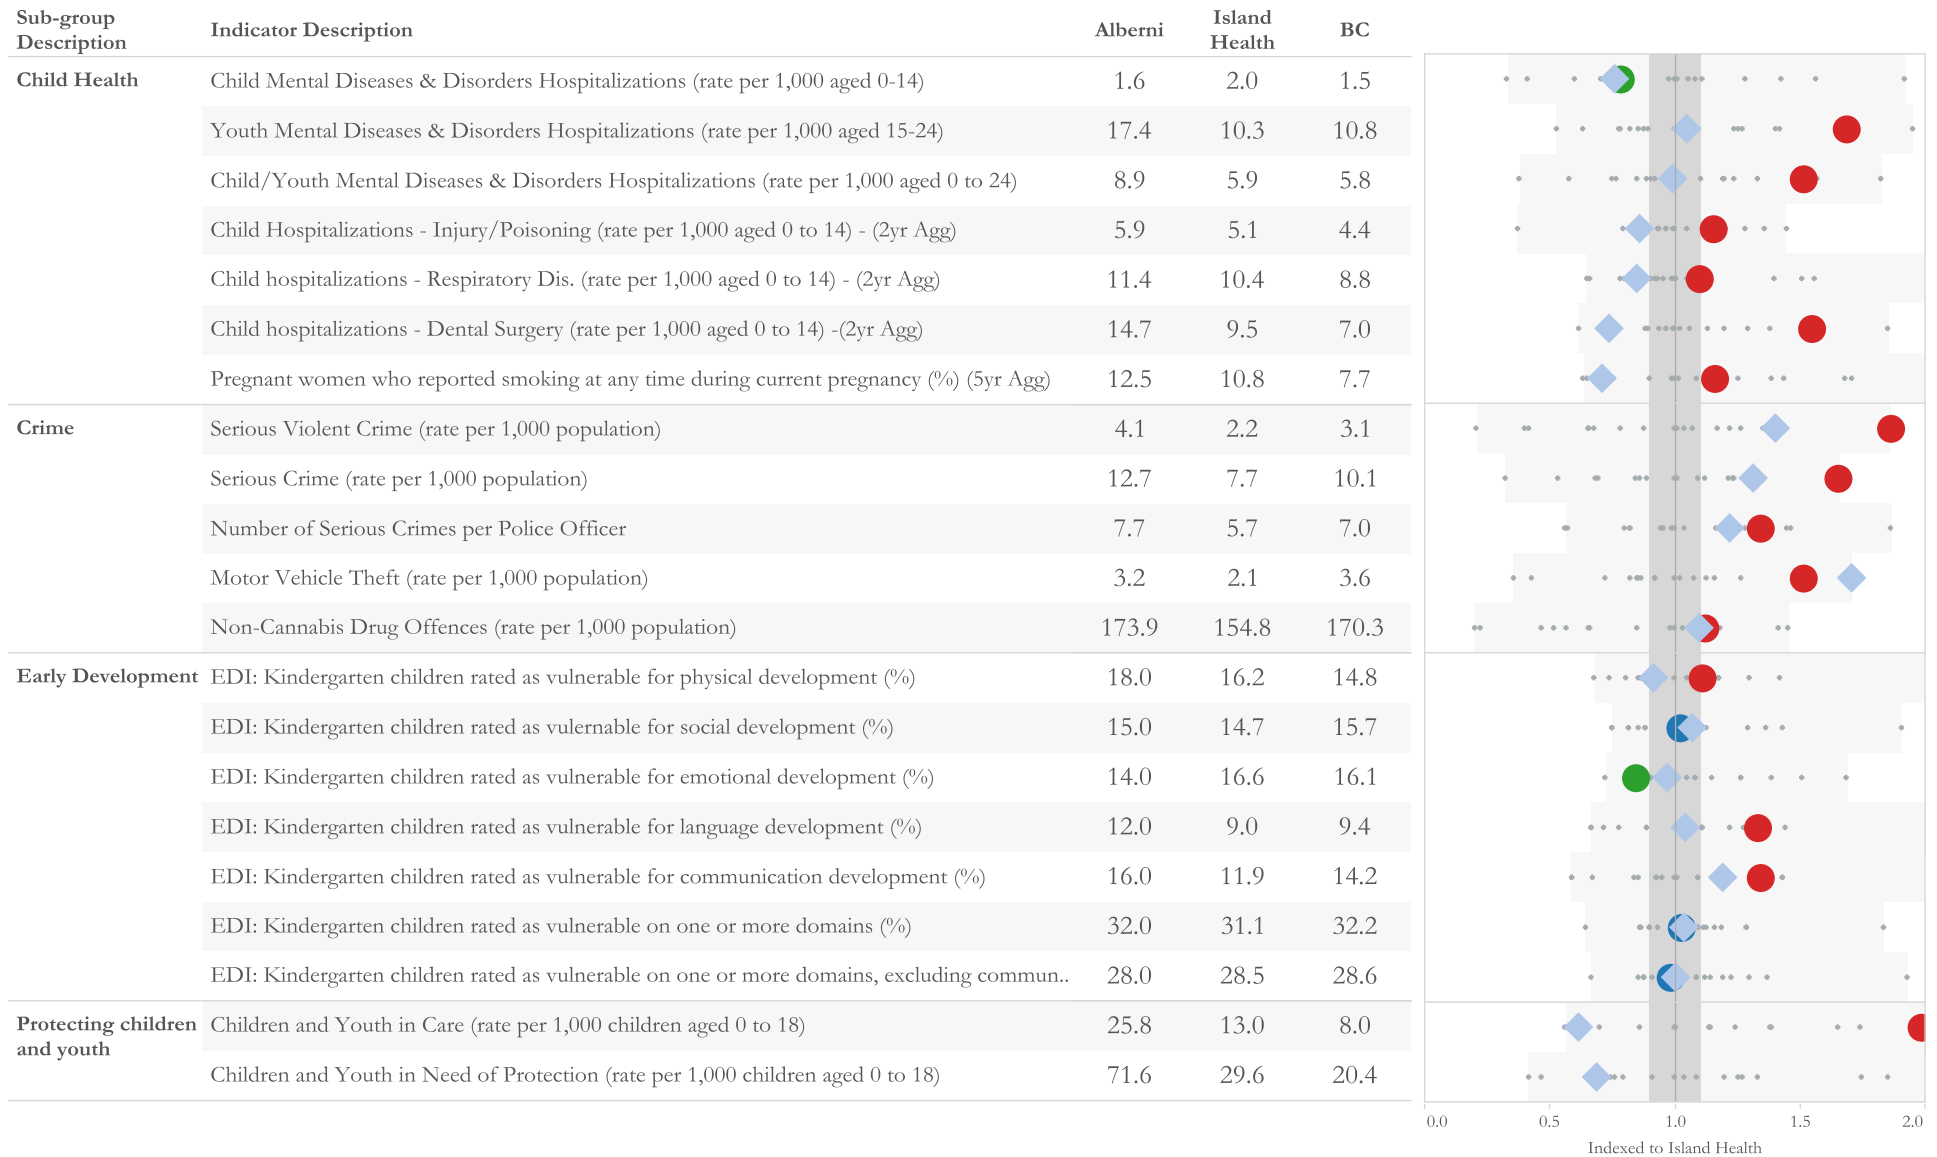 Sub-group Description Indicator Description Alberni Island Health BC
Child Health Child Mental Diseases & Disorders Hospitalizations (rate per 1,000 aged 0-14) 1.6 2.0 1.5
Youth Mental Diseases & Disorders Hospitalizations (rate per 1,000 aged 15-24) 17.4 10.3 10.8
Child/Youth Mental Diseases & Disorders Hospitalizations (rate per 1,000 aged 0 to 24) 8.9 5.9 5.8
Child Hospitalizations - Injury/Poisoning (rate per 1,000 aged 0 to 14) - (2yr Agg) 5.9 5.1 4.4
Child hospitalizations - Respiratory Dis. (rate per 1,000 aged 0 to 14) - (2yr Agg) 11.4 10.4 8.8
Child hospitalizations - Dental Surgery (rate per 1,000 aged 0 to 14) -(2yr Agg) 14.7 9.5 7.0
Pregnant women who reported smoking at any time during current pregnancy (%) (5yr Agg) 12.5 10.8 7.7
Crime Serious Violent Crime (rate per 1,000 population) 4.1 2.2 3.1
Serious Crime (rate per 1,000 population) 12.7 7.7 10.1
Number of Serious Crimes per Police Officer 7.7 5.7 7.0
Motor Vehicle Theft (rate per 1,000 population) 3.2 2.1 3.6
Non-Cannabis Drug Offences (rate per 1,000 population) 173.9 154.8 170.3
Early Development EDI: Kindergarten children rated as vulnerable for physical development (%) 18.0 16.2 14.8
EDI: Kindergarten children rated as vulernable for social development (%) 15.0 14.7 15.7
EDI: Kindergarten children rated as vulnerable for emotional development (%) 14.0 16.6 16.1
EDI: Kindergarten children rated as vulnerable for language development (%) 12.0 9.0 9.4
EDI: Kindergarten children rated as vulnerable for communication development (%) 16.0 11.9 14.2
EDI: Kindergarten children rated as vulnerable on one or more domains (%) 32.0 31.1 32.2
EDI: Kindergarten children rated as vulnerable on one or more domains, excluding commun.. 28.0 28.5 28.6
Protecting children and youth Children and Youth in Care (rate per 1,000 children aged 0 to 18) 25.8 13.0 8.0
Children and Youth in Need of Protection (rate per 1,000 children aged 0 to 18) 71.6 29.6 20.4
0.0 0.5 1.0 1.5 2.0
Indexed to Island Health